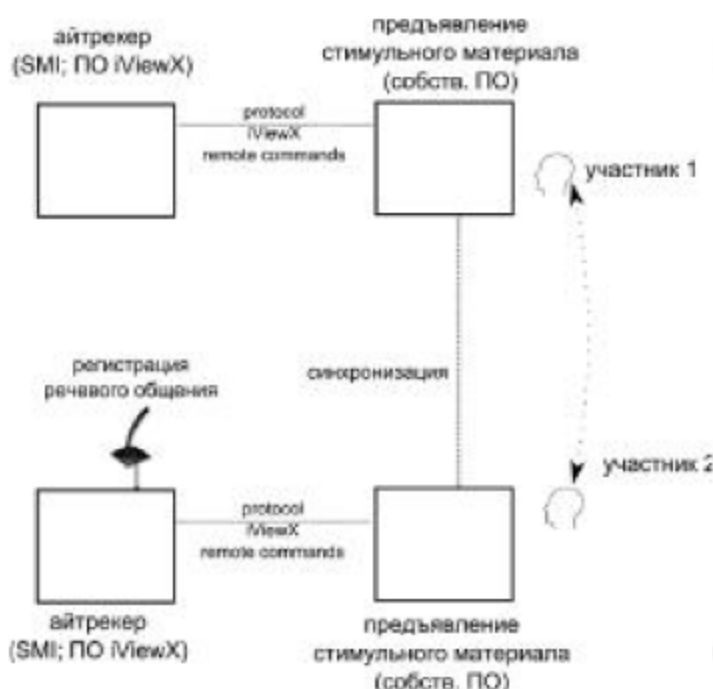 айтрекер
(SMI; ПО iViewX)
предъявление
стимульного материала
(собств. ПО)
protocol
iViewX
remote commands
участник 1
регистрация
речевого общения
синхронизация
участник 2
protocol
iViewX
remote commands
айтрекер
(SMI; ПО iViewX)
предъявление
стимульного материала
(собств. ПО)